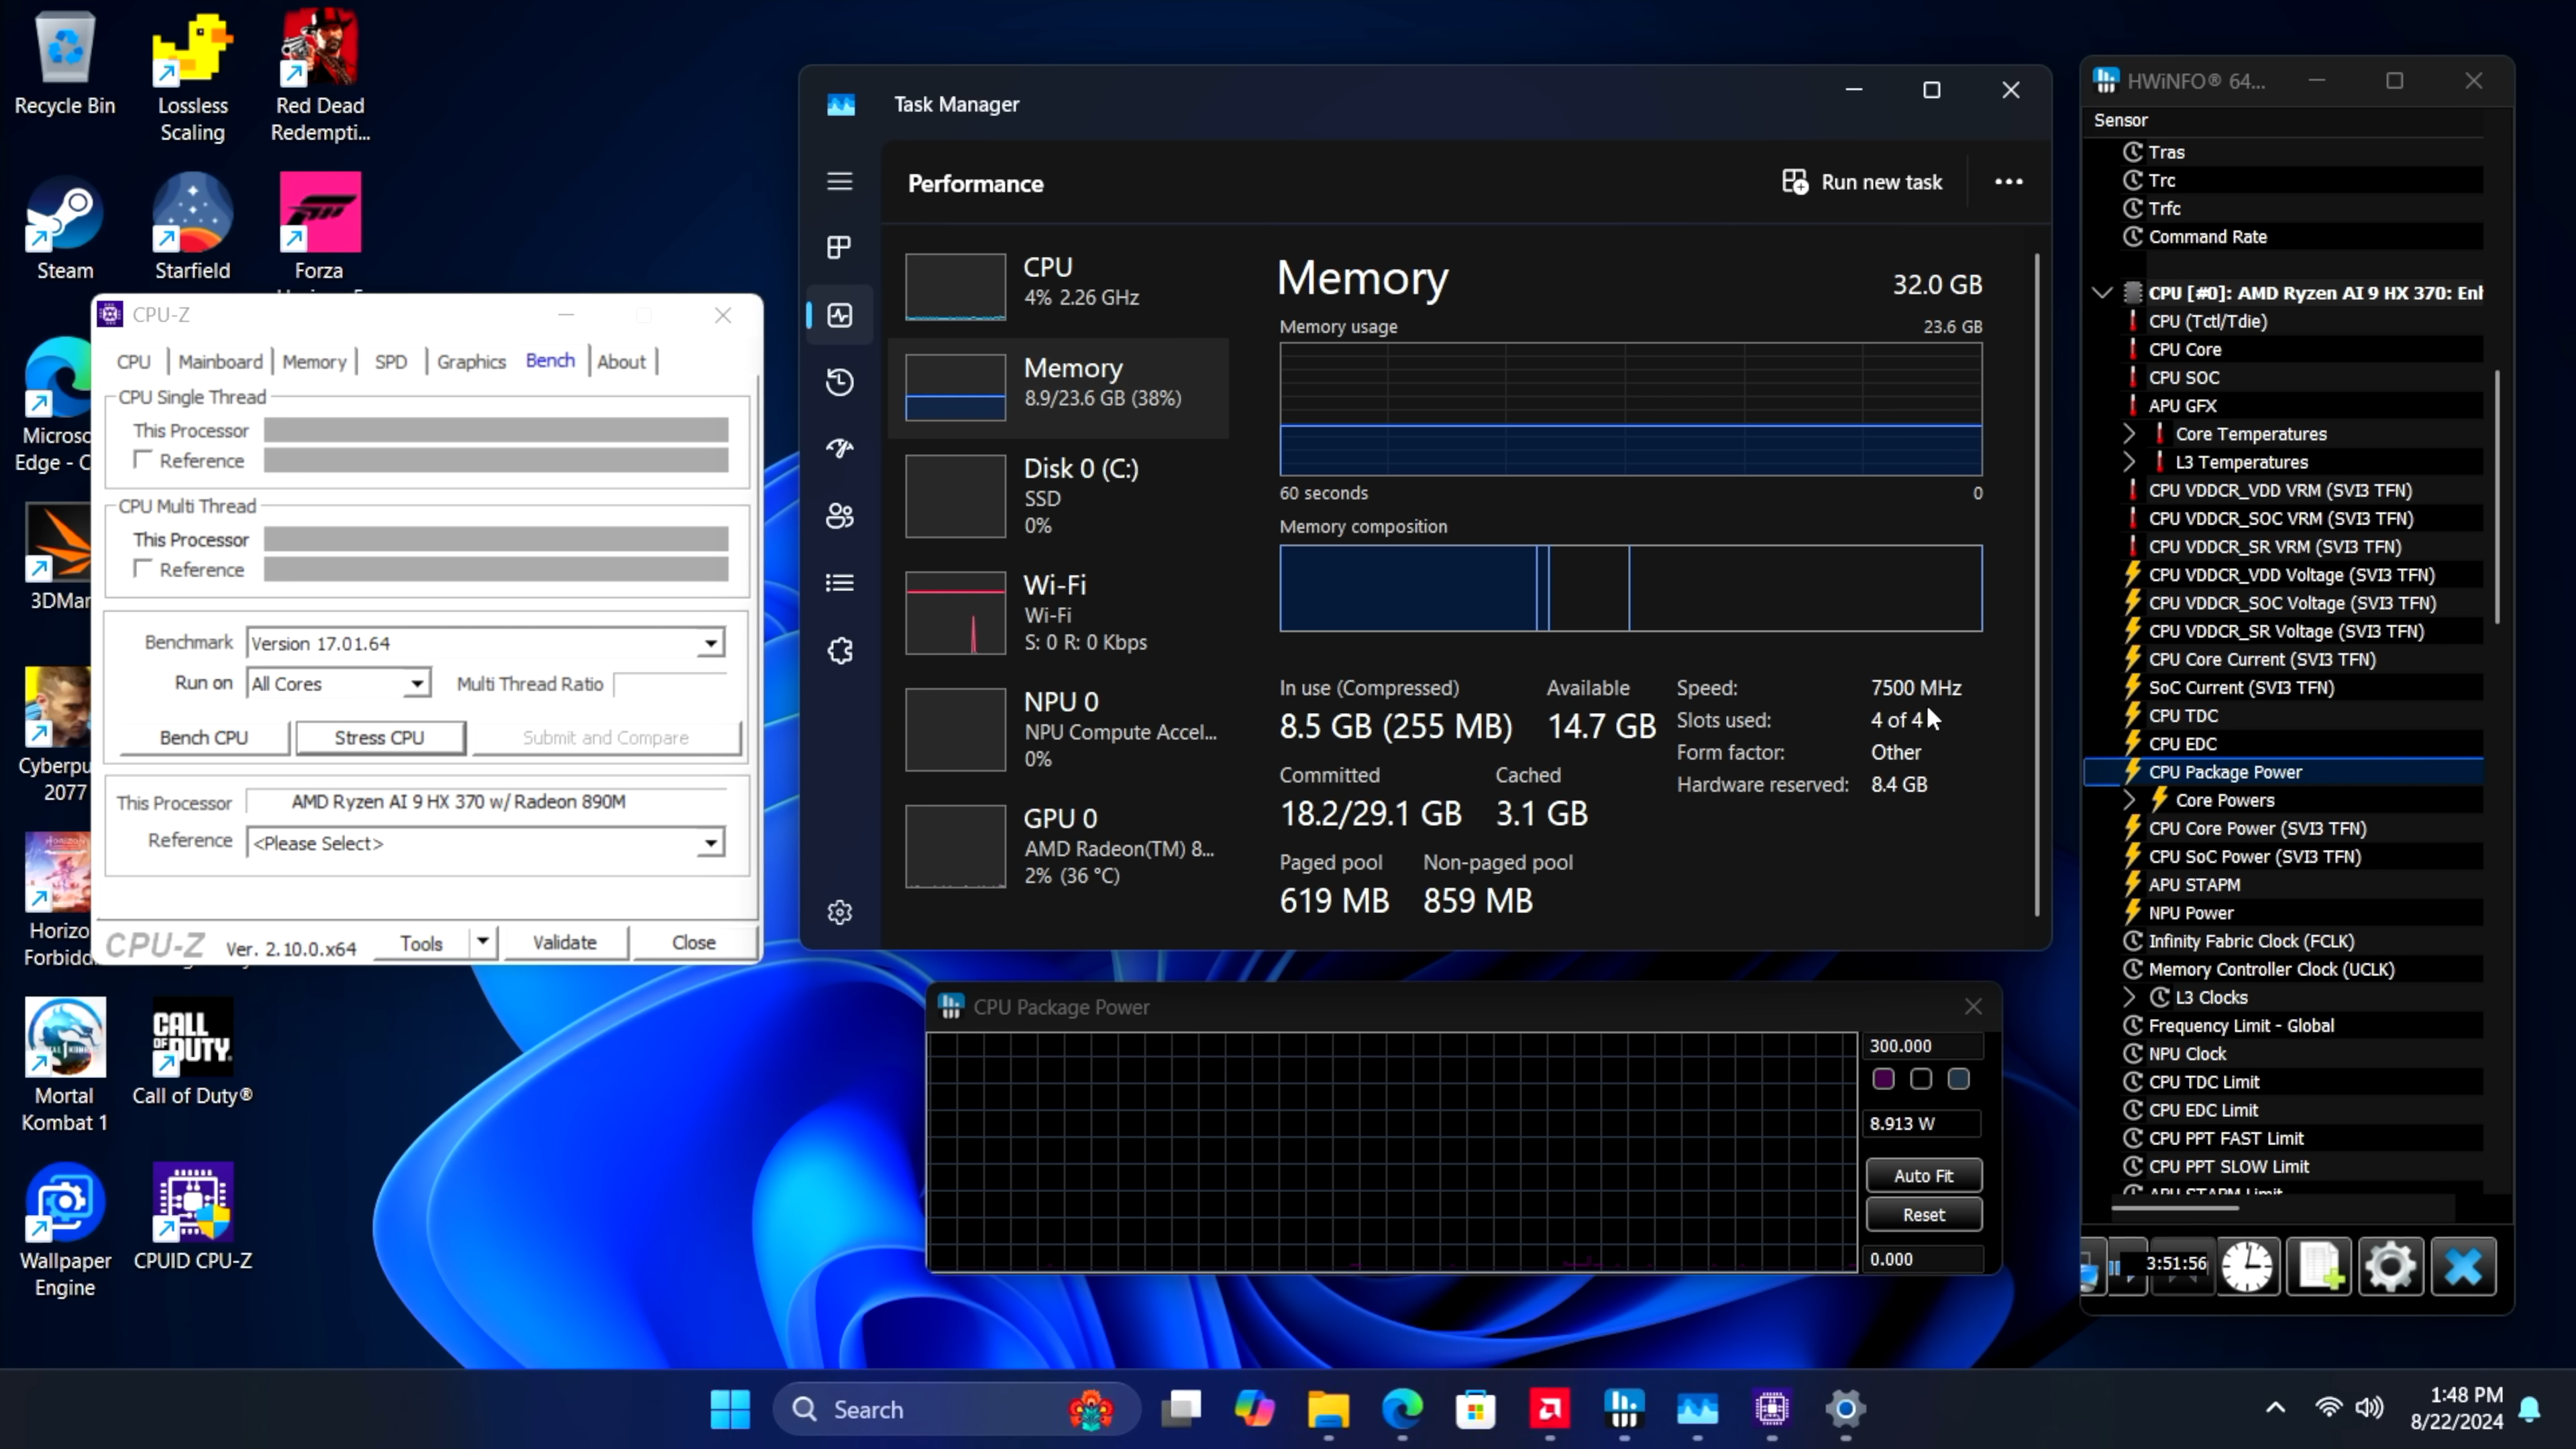 Recycle Bin
Lossless
Scaling
Red Dead
Redempti...
Steam
Starfield
Forza
Edge - C
3DMar
Cyberpu
2077
Horizo
Forbidd
Mortal
Kombat 1
CALL
OF DUTY
Call of Duty®
Wallpaper
Engine
CPUID CPU-Z
CPU-Z
CPU
Mainboard
Memory
SPD
Graphics
Bench
About
CPU Single Thread
This Processor
Reference
CPU Multi Thread
This Processor
Reference
Benchmark
Version 17.01.64
Run on
All Cores
Multi Thread Ratio
Bench CPU
Stress CPU
Submit and Compare
This Processor
AMD Ryzen AI 9 HX 370 w/ Radeon 890M
Reference
<Please Select>
CPU-Z
Ver. 2.10.0.x64
Tools
Validate
Close
Task Manager
Performance
Run new task
CPU
4% 2.26 GHz
Memory
8.9/23.6 GB (38%)
Disk 0 (C:)
SSD
0%
Wi-Fi
Wi-Fi
S: 0 R: 0 Kbps
NPU 0
NPU Compute Accel...
0%
GPU 0
AMD Radeon(TM) 8...
2% (36 °C)
Memory
32.0 GB
Memory usage
23.6 GB
60 seconds
0
Memory composition
In use (Compressed)
8.5 GB (255 MB)
Available
14.7 GB
Committed
18.2/29.1 GB
Cached
3.1 GB
Paged pool
619 MB
Non-paged pool
859 MB
Speed: 7500 MHz
Slots used: 4 of 4
Form factor: Other
Hardware reserved: 8.4 GB
CPU Package Power
300.000
8.913 W
Auto Fit
Reset
0.000
HWiNFO® 64...
Sensor
Tras
Trc
Trfc
Command Rate
CPU [#0]: AMD Ryzen AI 9 HX 370: Enh
CPU (Tctl/Tdie)
CPU Core
CPU SOC
APU GFX
Core Temperatures
L3 Temperatures
CPU VDDCR_VDD VRM (SVI3 TFN)
CPU VDDCR_SOC VRM (SVI3 TFN)
CPU VDDCR_SR VRM (SVI3 TFN)
CPU VDDCR_VDD Voltage (SVI3 TFN)
CPU VDDCR_SOC Voltage (SVI3 TFN)
CPU VDDCR_SR Voltage (SVI3 TFN)
CPU Core Current (SVI3 TFN)
SoC Current (SVI3 TFN)
CPU TDC
CPU EDC
CPU Package Power
Core Powers
CPU Core Power (SVI3 TFN)
CPU SoC Power (SVI3 TFN)
APU STAPM
NPU Power
Infinity Fabric Clock (FCLK)
Memory Controller Clock (UCLK)
L3 Clocks
Frequency Limit - Global
NPU Clock
CPU TDC Limit
CPU EDC Limit
CPU PPT FAST Limit
CPU PPT SLOW Limit
APU STAPM Limit
3:51:56
Search
1:48 PM
8/22/2024